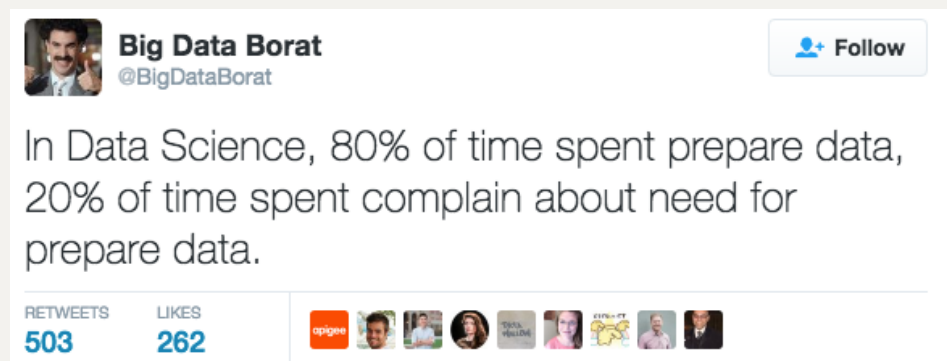 Big Data Borat
@BigDataBorat
Follow
In Data Science, 80% of time spent prepare data,
20% of time spent complain about need for
prepare data.
RETWEETS LIKES
503 262
apigee